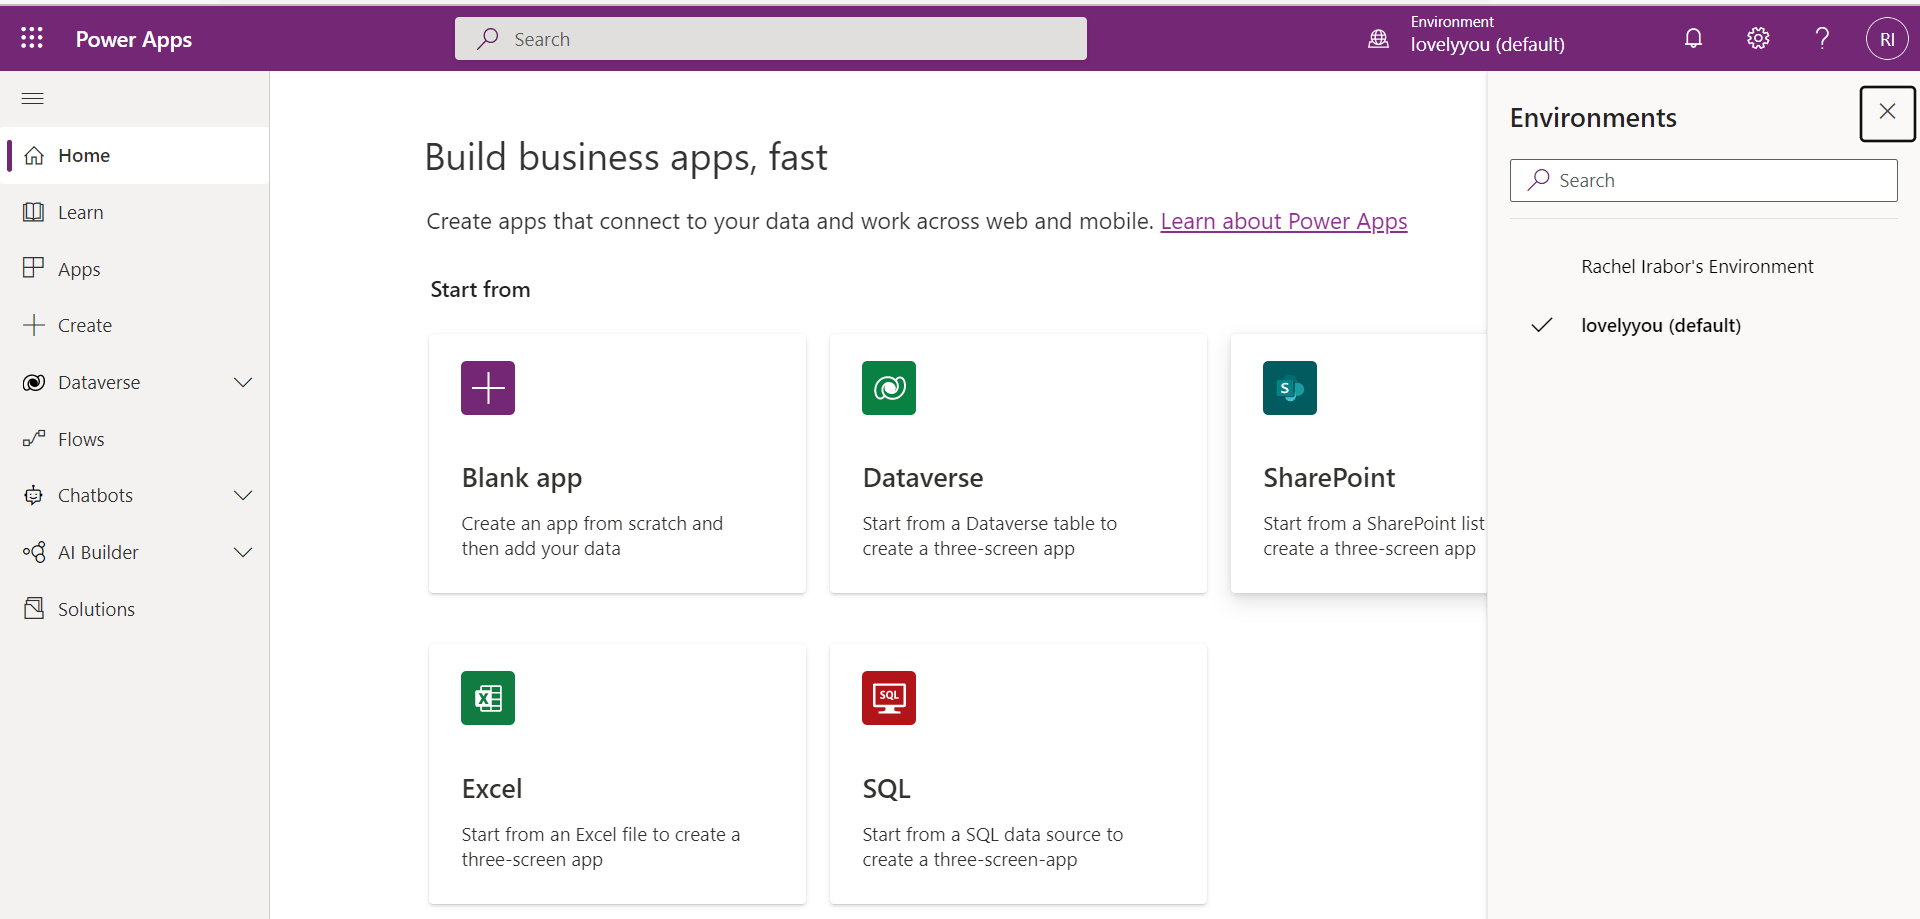 Power Apps
Search
Environment
lovelyyou (default)
?
RI
Home
Learn
Apps
Create
Dataverse
Flows
Chatbots
AI Builder
Solutions
Build business apps, fast
Create apps that connect to your data and work across web and mobile. Learn about Power Apps
Start from
Blank app
Create an app from scratch and
then add your data
Dataverse
Start from a Dataverse table to
create a three-screen app
S
SharePoint
Start from a SharePoint list
create a three-screen app
X
Excel
Start from an Excel file to create a
three-screen app
SQL
SQL
Start from a SQL data source to
create a three-screen-app
Environments
Search
Rachel Irabor's Environment
lovelyyou (default)